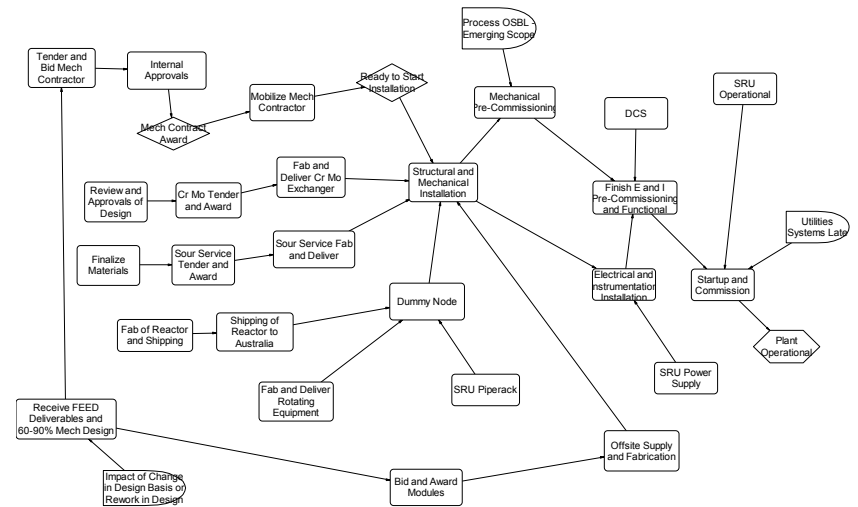 Process OSBL -
Emerging Scope
Tender and
Bid Mech
Contractor
Internal
Approvals
Ready to Start
Installation
Mobilize Mech
Contractor
Mechanical
Pre-Commissioning
SRU
Operational
DCS
Mech Contract
Award
Fab and
Deliver Cr Mo
Exchanger
Structural and
Mechanical
Installation
Review and
Approvals of
Design
Cr Mo Tender
and Award
Finish E and I
Pre-Commissioning
and Functional
Utilities
Systems Late
Finalize
Materials
Sour Service
Tender and
Award
Sour Service Fab
and Deliver
Electrical and
Instrumentation
Installation
Startup and
Commission
Dummy Node
Fab of Reactor
and Shipping
Shipping of
Reactor to
Australia
Plant
Operational
SRU Power
Supply
Fab and Deliver
Rotating
Equipment
SRU Piperack
Receive FEED
Deliverables and
60-90% Mech Design
Offsite Supply
and Fabrication
Impact of Change
in Design Basis or
Rework in Design
Bid and Award
Modules